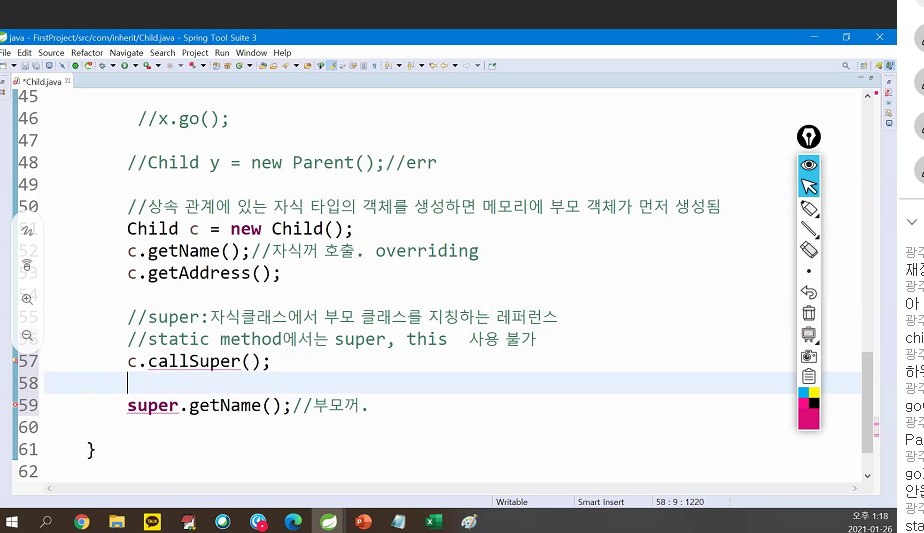 java - FirstProject/src/com/inherit/Child.java - Spring Tool Suite 3
File Edit Source Refactor Navigate Search Project Run Window Help
*Child.java
45
46 //x.go();
47
48 //Child y = new Parent();//err
49
50 //상속 관계에 있는 자식 타입의 객체를 생성하면 메모리에 부모 객체가 먼저 생성됨
51 Child c = new Child();
52 c.getName();//자식꺼 호출. overriding
53 c.getAddress();
54
55 //super:자식클래스에서 부모 클래스를 지칭하는 레퍼런스
//static method에서는 super, this 사용 불가
57 c.callSuper();
58
59 super.getName();//부모꺼.
60
61 }
62
Writable Smart Insert 58 : 9 : 1220
TALK
오후 1:18
2021-01-26
광주
아
광주
chi
광주
광주
go
광주
Pa
광주
go
광주
sta